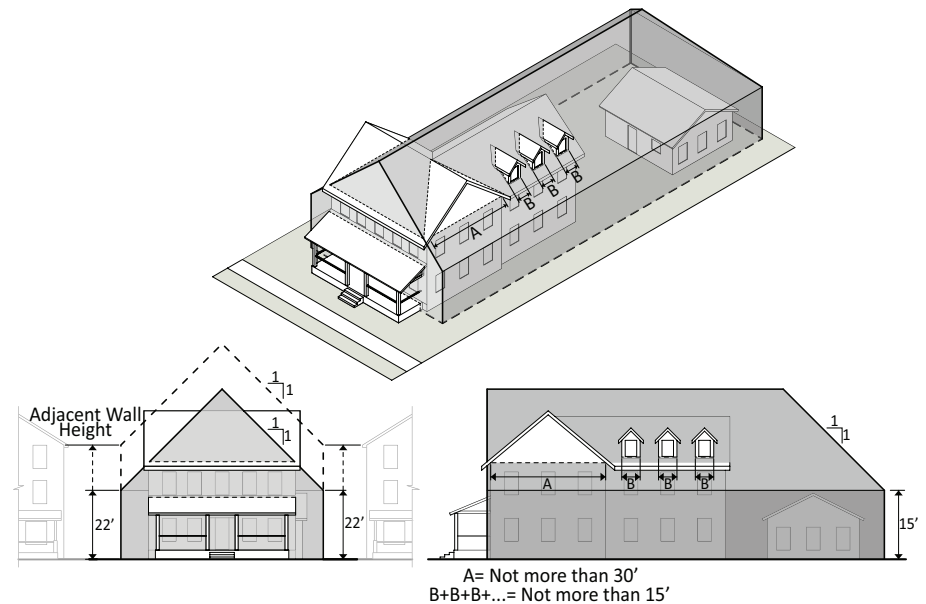 A
B
B
B
1
1
1
1
Adjacent Wall
Height
22’
22’
1
1
A
B
B
B
15’
A= Not more than 30’
B+B+B+...= Not more than 15’